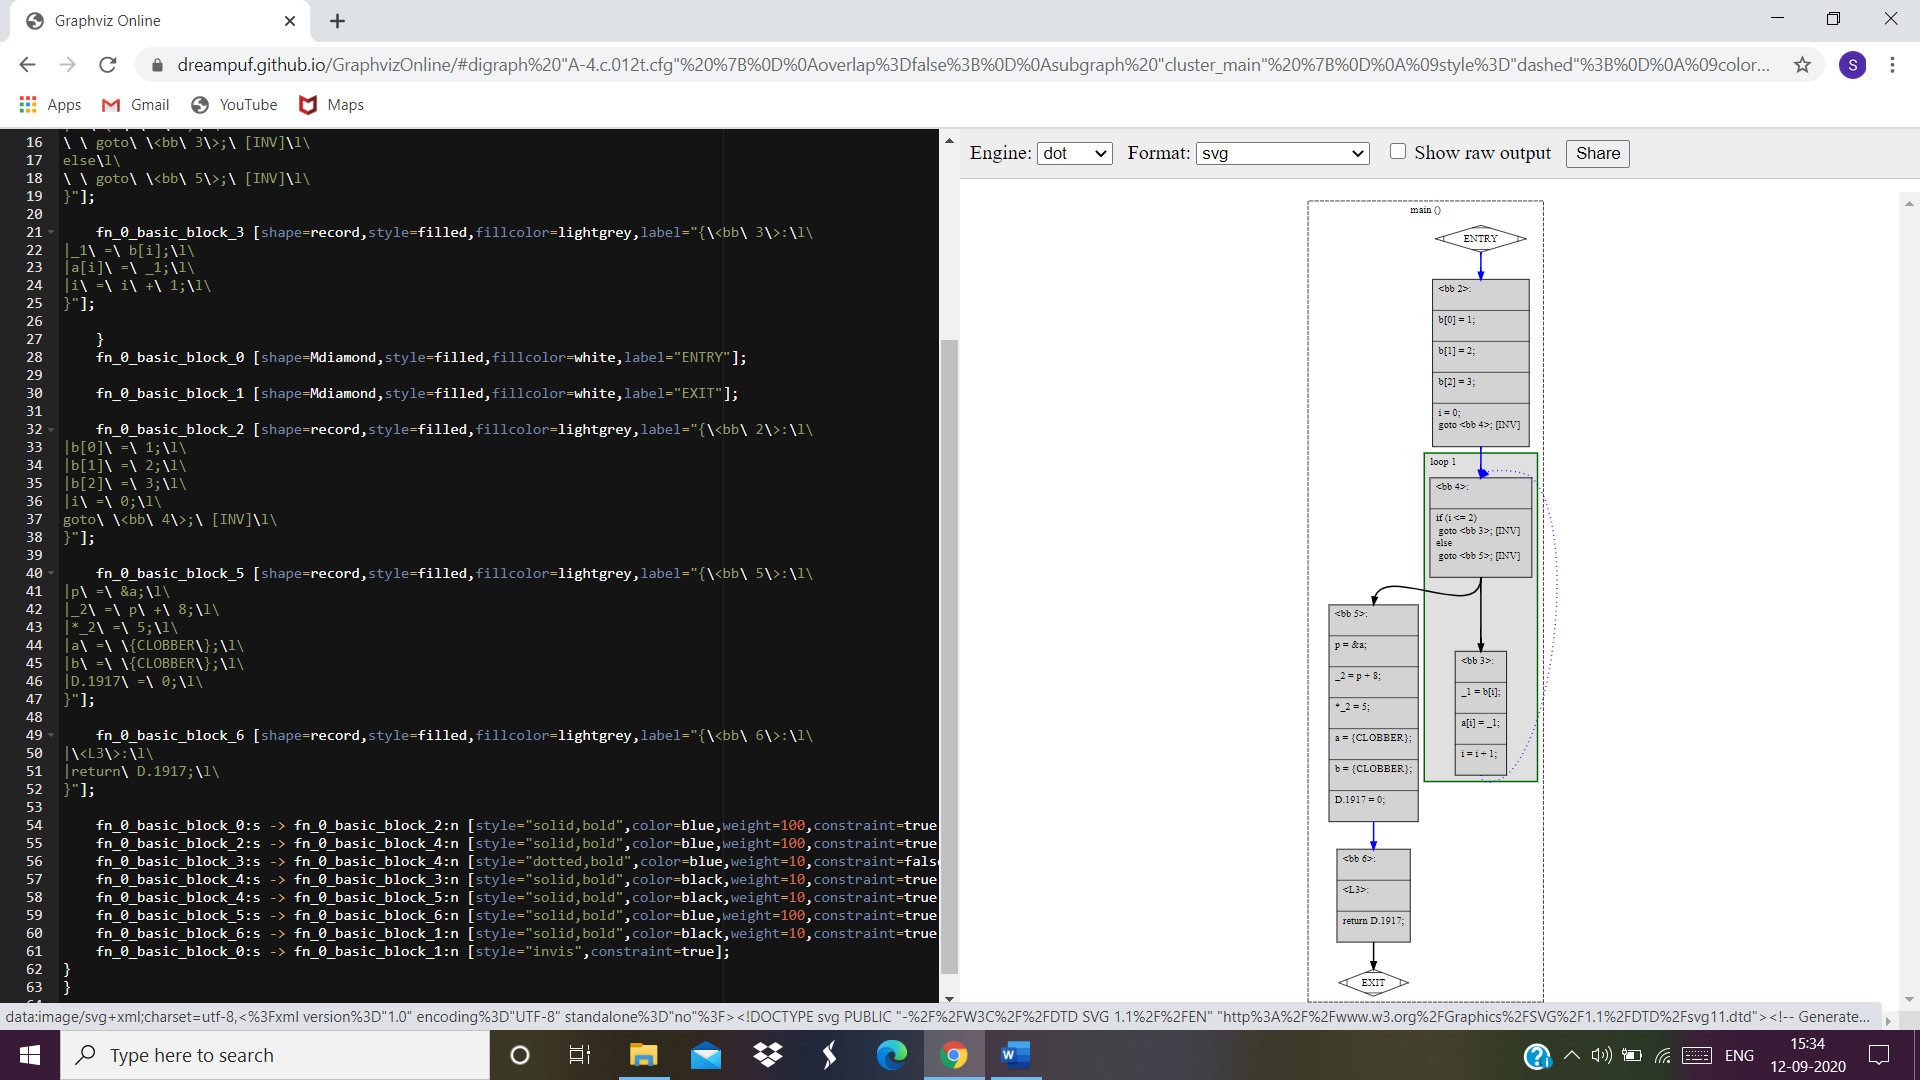 Graphviz Online
dreampuf.github.io/GraphvizOnline/#digraph%20"A-4.c.012t.cfg"%20%7B%0D%0Aoverlap%3Dfalse%3B%0D%0Asubgraph%20"cluster_main"%20%7B%0D%0A%09style%3D"dashed"%3B%0D%0A%09color...
S
Apps Gmail YouTube Maps
16 \ \ goto\ \<bb\ 3\>;\ [INV]\l\
17 else\l\
18 \ \ goto\ \<bb\ 5\>;\ [INV]\l\
19 }"];
20
21 fn_0_basic_block_3 [shape=record,style=filled,fillcolor=lightgrey,label="{\<bb\ 3\>:\l\
22 |_1\ =\ b[i];\l\
23 |a[i]\ =\ _1;\l\
24 |i\ =\ i\ +\ 1;\l\
25 }"];
26
27 }
28 fn_0_basic_block_0 [shape=Mdiamond,style=filled,fillcolor=white,label="ENTRY"];
29
30 fn_0_basic_block_1 [shape=Mdiamond,style=filled,fillcolor=white,label="EXIT"];
31
32 fn_0_basic_block_2 [shape=record,style=filled,fillcolor=lightgrey,label="{\<bb\ 2\>:\l\
33 |b[0]\ =\ 1;\l\
34 |b[1]\ =\ 2;\l\
35 |b[2]\ =\ 3;\l\
36 |i\ =\ 0;\l\
37 goto\ \<bb\ 4\>;\ [INV]\l\
38 }"];
39
40 fn_0_basic_block_5 [shape=record,style=filled,fillcolor=lightgrey,label="{\<bb\ 5\>:\l\
41 |p\ =\ &a;\l\
42 |_2\ =\ p\ +\ 8;\l\
43 |*_2\ =\ 5;\l\
44 |a\ =\ \{CLOBBER\};\l\
45 |b\ =\ \{CLOBBER\};\l\
46 |D.1917\ =\ 0;\l\
47 }"];
48
49 fn_0_basic_block_6 [shape=record,style=filled,fillcolor=lightgrey,label="{\<bb\ 6\>:\l\
50 |\<L3\>:\l\
51 |return\ D.1917;\l\
52 }"];
53
54 fn_0_basic_block_0:s -> fn_0_basic_block_2:n [style="solid,bold",color=blue,weight=100,constraint=true
55 fn_0_basic_block_2:s -> fn_0_basic_block_4:n [style="solid,bold",color=blue,weight=100,constraint=true
56 fn_0_basic_block_3:s -> fn_0_basic_block_4:n [style="dotted,bold",color=blue,weight=10,constraint=fals
57 fn_0_basic_block_4:s -> fn_0_basic_block_3:n [style="solid,bold",color=black,weight=10,constraint=true
58 fn_0_basic_block_4:s -> fn_0_basic_block_5:n [style="solid,bold",color=black,weight=10,constraint=true
59 fn_0_basic_block_5:s -> fn_0_basic_block_6:n [style="solid,bold",color=blue,weight=100,constraint=true
60 fn_0_basic_block_6:s -> fn_0_basic_block_1:n [style="solid,bold",color=black,weight=10,constraint=true
61 fn_0_basic_block_0:s -> fn_0_basic_block_1:n [style="invis",constraint=true];
62 }
63 }
Engine: dot Format: svg Show raw output Share
main ()
ENTRY
<bb 2>:
b[0] = 1;
b[1] = 2;
b[2] = 3;
i = 0;
goto <bb 4>; [INV]
loop 1
<bb 4>:
if (i <= 2)
goto <bb 3>; [INV]
else
goto <bb 5>; [INV]
<bb 5>:
p = &a;
_2 = p + 8;
*_2 = 5;
a = {CLOBBER};
b = {CLOBBER};
D.1917 = 0;
<bb 3>:
_1 = b[i];
a[i] = _1;
i = i + 1;
<bb 6>:
<L3>:
return D.1917;
EXIT
data:image/svg+xml;charset=utf-8,<%3Fxml version%3D"1.0" encoding%3D"UTF-8" standalone%3D"no"%3F><!DOCTYPE svg PUBLIC "-%2F%2FW3C%2F%2FDTD SVG 1.1%2F%2FEN" "http%3A%2F%2Fwww.w3.org%2FGraphics%2FSVG%2F1.1%2FDTD%2Fsvg11.dtd"><!-- Generate...
Type here to search
ENG
15:34
12-09-2020